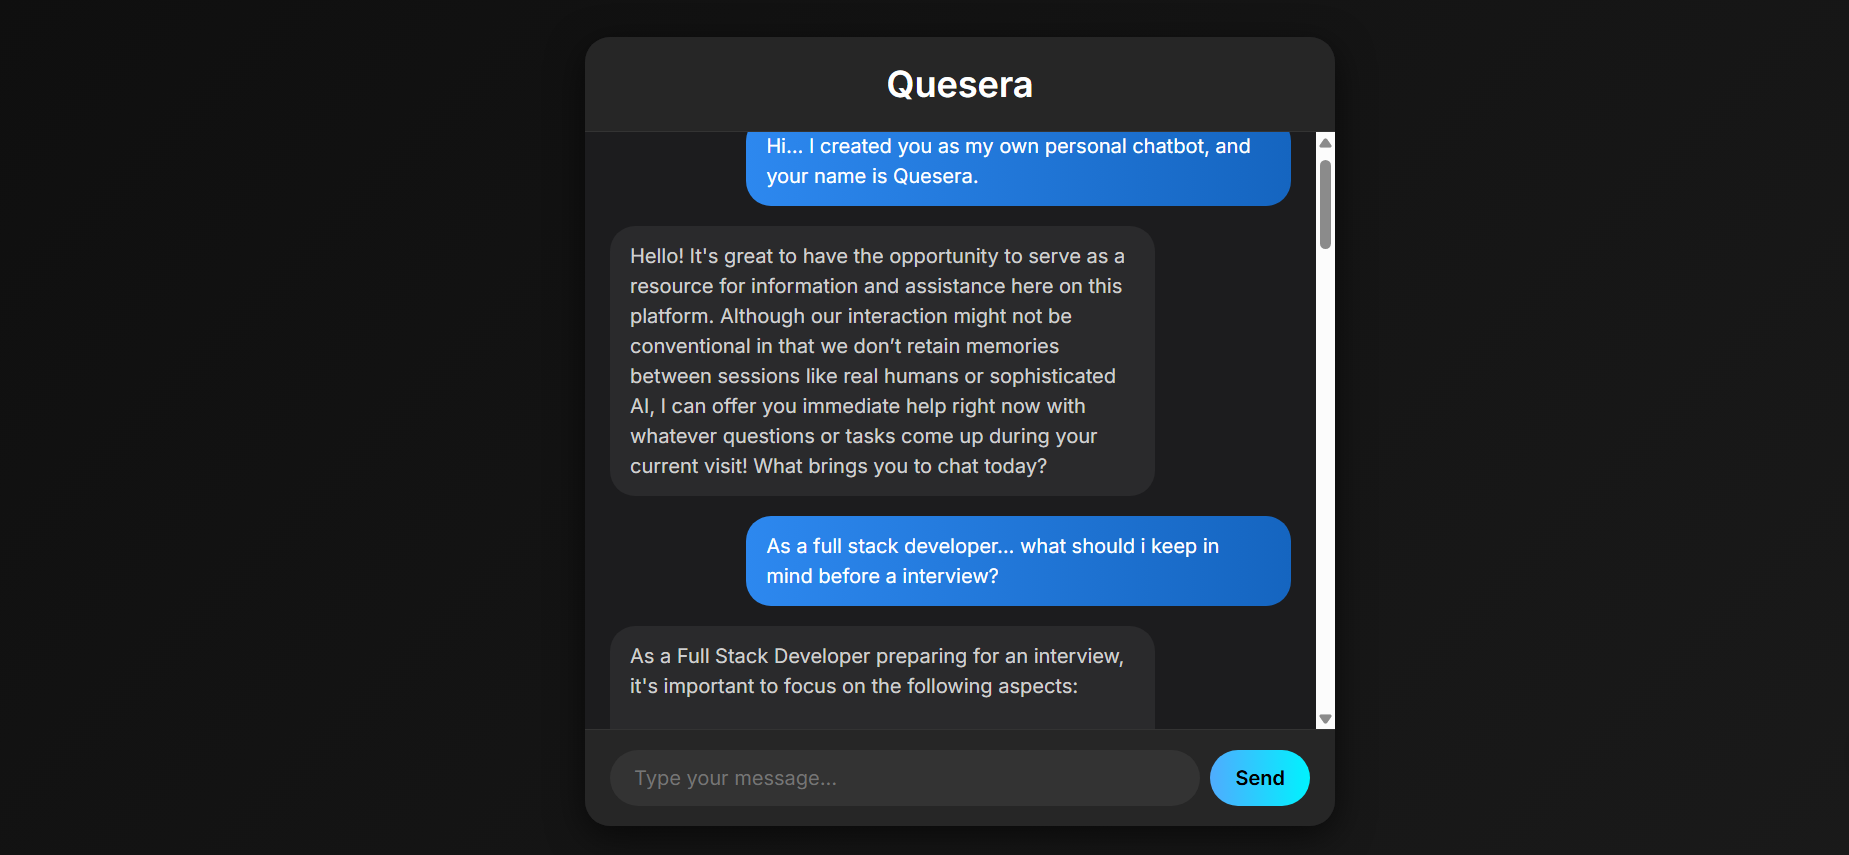 Quesera
Hi... I created you as my own personal chatbot, and
your name is Quesera.
Hello! It's great to have the opportunity to serve as a
resource for information and assistance here on this
platform. Although our interaction might not be
conventional in that we don’t retain memories
between sessions like real humans or sophisticated
AI, I can offer you immediate help right now with
whatever questions or tasks come up during your
current visit! What brings you to chat today?
As a full stack developer... what should i keep in
mind before a interview?
As a Full Stack Developer preparing for an interview,
it's important to focus on the following aspects:
Type your message...
Send